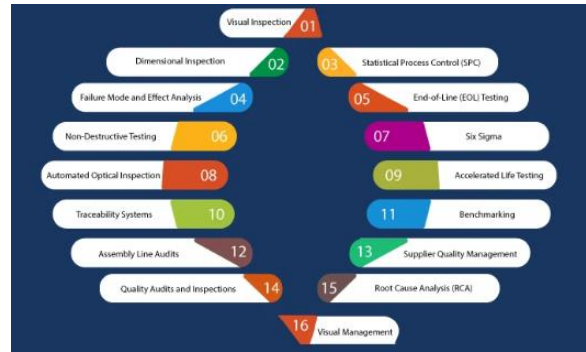 Visual Inspection 01
Dimensional Inspection 02
03 Statistical Process Control (SPC)
Failure Mode and Effect Analysis 04
05 End-of-Line (EOL) Testing
Non-Destructive Testing 06
07 Six Sigma
Automated Optical Inspection 08
09 Accelerated Life Testing
Traceability Systems 10
11 Benchmarking
Assembly Line Audits 12
13 Supplier Quality Management
Quality Audits and Inspections 14
15 Root Cause Analysis (RCA)
16 Visual Management